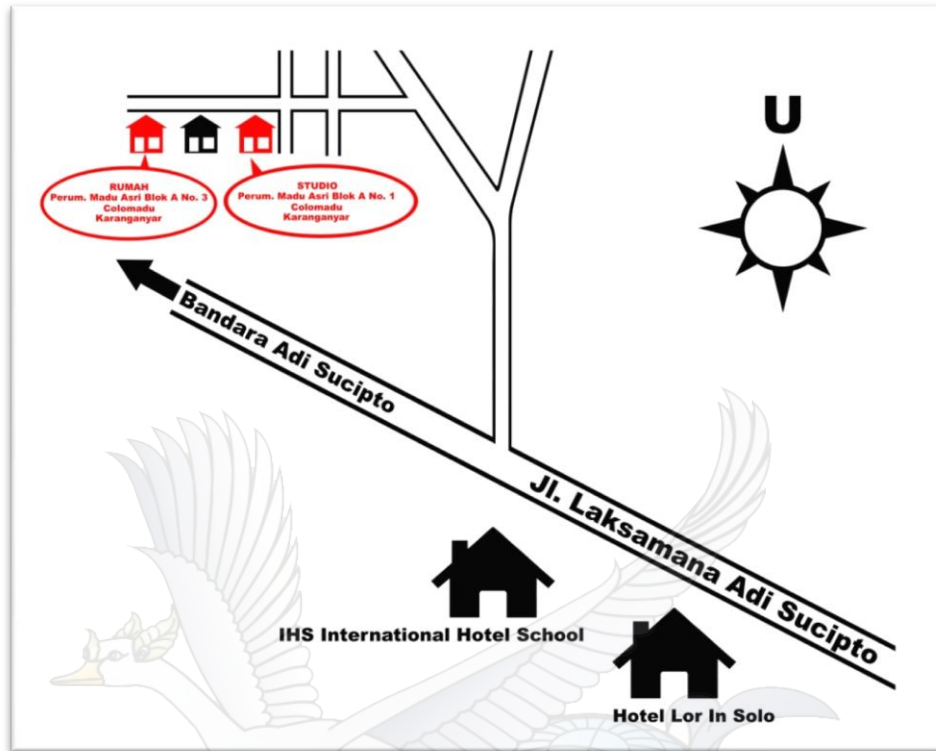 U
RUMAH
Perum. Madu Asri Blok A No. 3
Colomadu
Karanganyar
STUDIO
Perum. Madu Asri Blok A No. 1
Colomadu
Karanganyar
Bandara Adi Sucipto
Jl. Laksamana Adi Sucipto
IHS International Hotel School
Hotel Lor In Solo